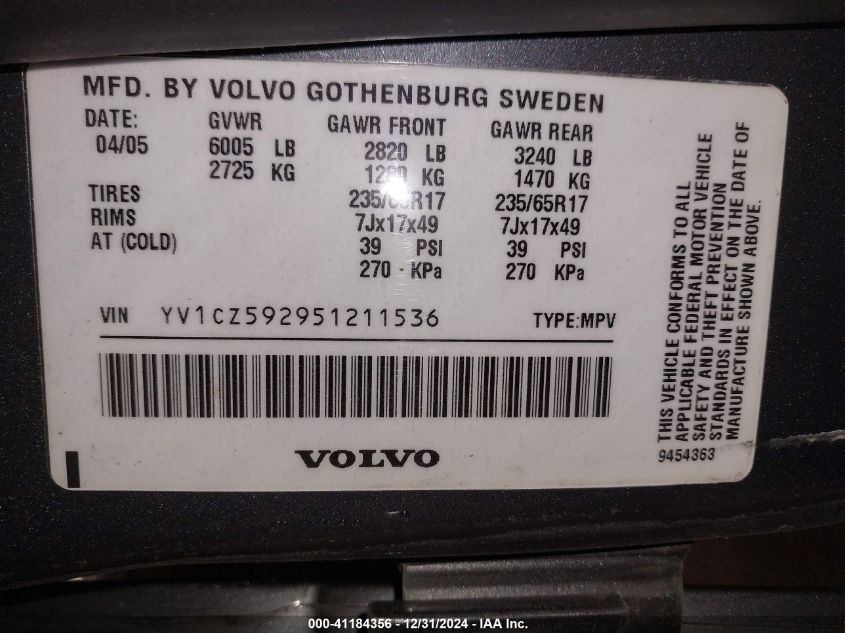 MFD. BY VOLVO GOTHENBURG SWEDEN
DATE: GVWR GAWR FRONT GAWR REAR
04/05 6005 LB 2820 LB 3240 LB
2725 KG KG 1470 KG
TIRES 235/65R17
RIMS 7Jx17x49 7Jx17x49
AT (COLD) 39 PSI 39 PSI
270 KPa 270 KPa
VIN YV1CZ592951211536 TYPE:MPV
VOLVO
THIS VEHICLE CONFORMS TO ALL
APPLICABLE FEDERAL MOTOR VEHICLE
SAFETY AND THEFT PREVENTION
STANDARDS IN EFFECT ON THE DATE OF
MANUFACTURE SHOWN ABOVE.
9454363
000-41184356 - 12/31/2024 - IAA Inc.